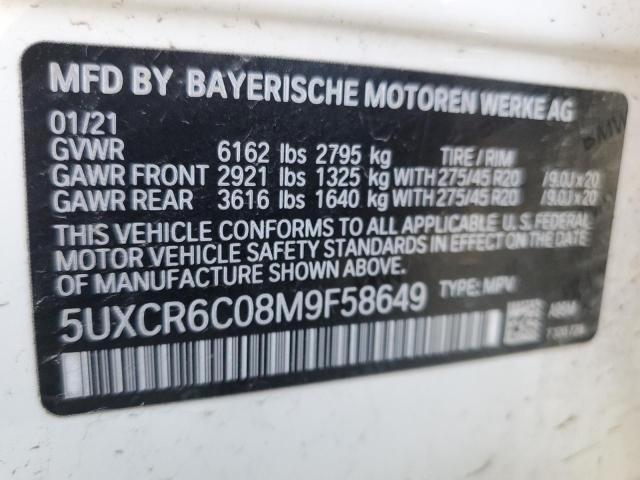 MFD BY BAYERISCHE MOTOREN WERKE AG
01/21
GVWR 6162 lbs 2795 kg TIRE / RIM
GAWR FRONT 2921 lbs 1325 kg WITH 275/45 R20 /9.0J x 20
GAWR REAR 3616 lbs 1640 kg WITH 275/45 R20 /9.0J x 20
THIS VEHICLE CONFORMS TO ALL APPLICABLE U.S. FEDERAL
MOTOR VEHICLE SAFETY STANDARDS IN EFFECT ON THE DATE
OF MANUFACTURE SHOWN ABOVE.
5UXCR6C08M9F58649 TYPE: MPV